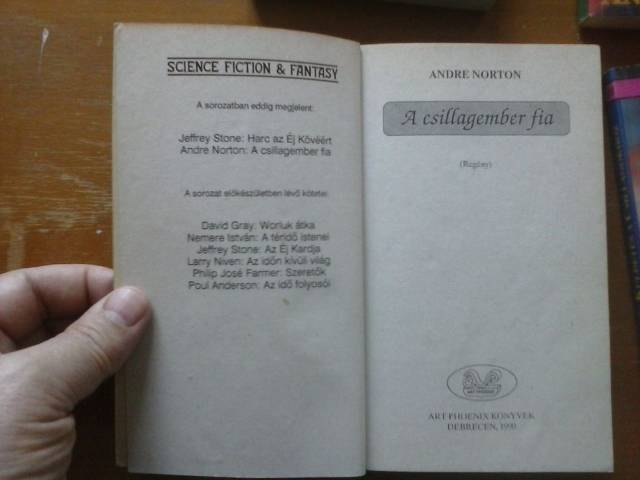 SCIENCE FICTION & FANTASY
A sorozatban eddig megjelent:
Jeffrey Stone: Harc az Éj Kövéért
Andre Norton: A csillagember fia
A sorozat előkészületben lévő kötetei:
David Gray: Worluk átka
Nemere István: A téridő istenei
Jeffrey Stone: Az Éj Kardja
Larry Niven: Az időn kívüli világ
Philip José Farmer: Szeretők
Poul Anderson: Az idő folyosói
ANDRE NORTON
A csillagember fia
(Regény)
ART PHOENIX KÖNYVEK
DEBRECEN,